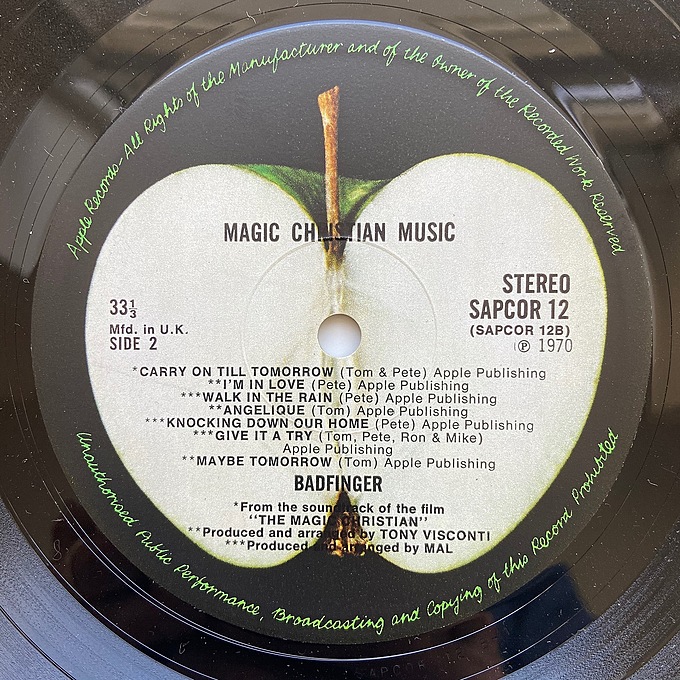 Apple Records - All Rights of the Manufacturer and of the Owner of the Recorded Work Reserved
MAGIC CHRISTIAN MUSIC
33 1/3
Mfd. in U.K.
SIDE 2
STEREO
SAPCOR 12
(SAPCOR 12B)
℗ 1970
*CARRY ON TILL TOMORROW (Tom & Pete) Apple Publishing
**I'M IN LOVE (Pete) Apple Publishing
***WALK IN THE RAIN (Pete) Apple Publishing
**ANGELIQUE (Tom) Apple Publishing
***KNOCKING DOWN OUR HOME (Pete) Apple Publishing
***GIVE IT A TRY (Tom, Pete, Ron & Mike)
Apple Publishing
**MAYBE TOMORROW (Tom) Apple Publishing
BADFINGER
*From the soundtrack of the film
"THE MAGIC CHRISTIAN"
**Produced and arranged by TONY VISCONTI
***Produced and arranged by MAL
Unauthorised Public Performance, Broadcasting and Copying of this Record Prohibited